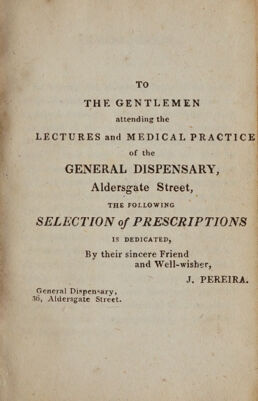 TO
THE GENTLEMEN
attending the
LECTURES and MEDICAL PRACTICE
of the
GENERAL DISPENSARY,
Aldersgate Street,
THE FOLLOWING
SELECTION of PRESCRIPTIONS
IS DEDICATED,
By their sincere Friend
and Well-wisher,
J. PEREIRA.
General Dispensary,
36, Aldersgate Street.